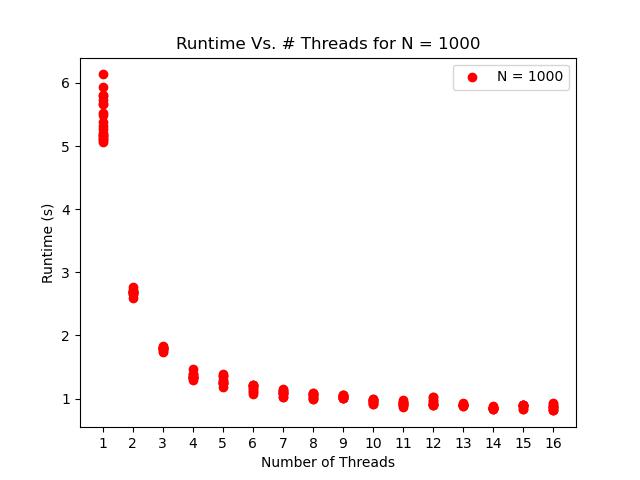 Runtime Vs. # Threads for N = 1000
N = 1000
6
5
4
3
2
1
Runtime (s)
1 2 3 4 5 6 7 8 9 10 11 12 13 14 15 16
Number of Threads